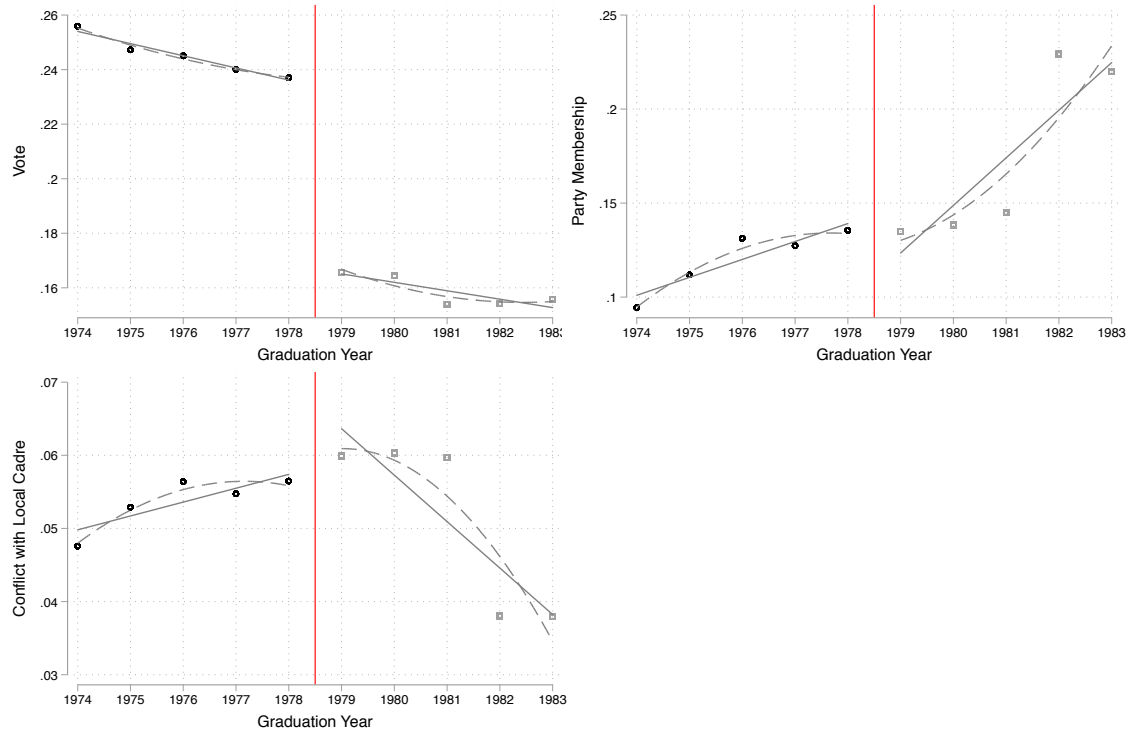 .26
.24
.22
.2
.18
.16
Vote
1974 1975 1976 1977 1978 1979 1980 1981 1982 1983
Graduation Year
.25
.2
.15
.1
Party Membership
1974 1975 1976 1977 1978 1979 1980 1981 1982 1983
Graduation Year
.07
.06
.05
.04
.03
Conflict with Local Cadre
1974 1975 1976 1977 1978 1979 1980 1981 1982 1983
Graduation Year